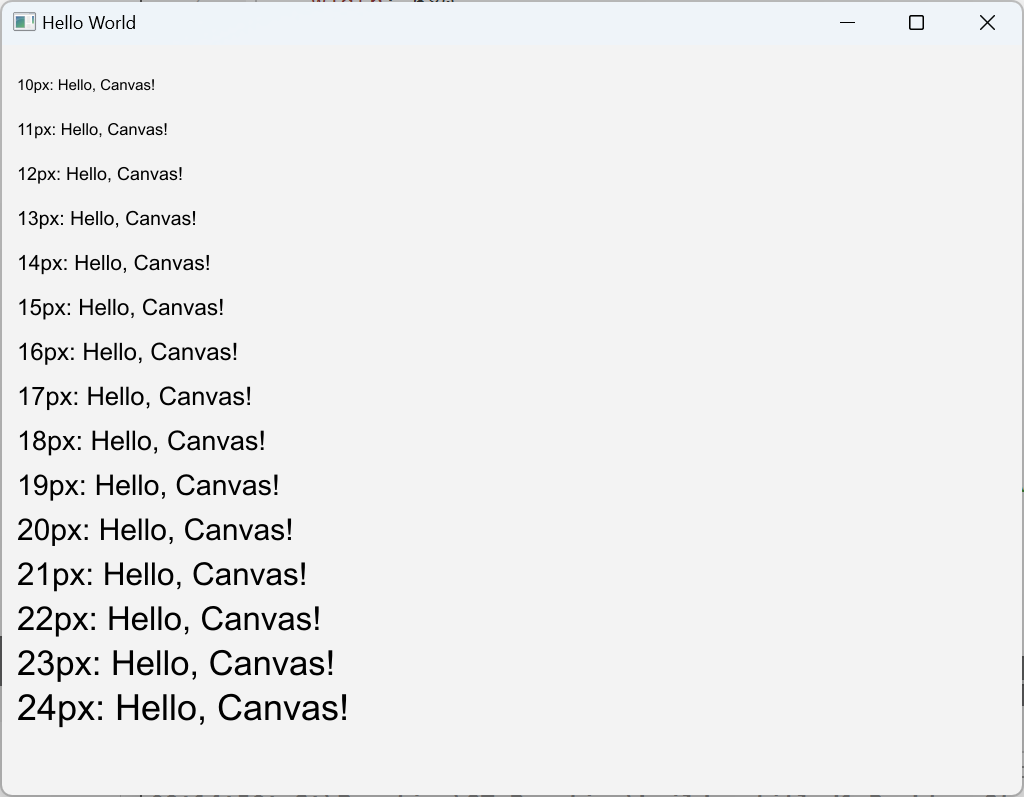 Hello World
10px: Hello, Canvas!
11px: Hello, Canvas!
12px: Hello, Canvas!
13px: Hello, Canvas!
14px: Hello, Canvas!
15px: Hello, Canvas!
16px: Hello, Canvas!
17px: Hello, Canvas!
18px: Hello, Canvas!
19px: Hello, Canvas!
20px: Hello, Canvas!
21px: Hello, Canvas!
22px: Hello, Canvas!
23px: Hello, Canvas!
24px: Hello, Canvas!